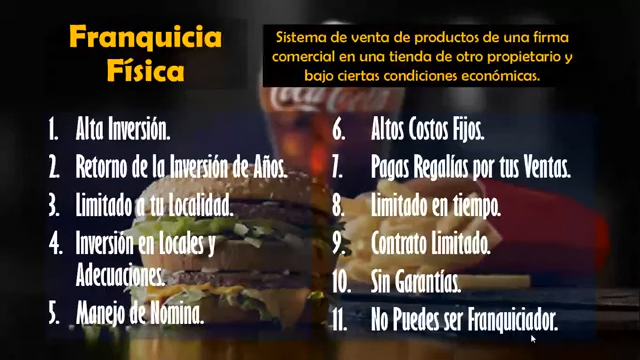 Franquicia
Física
Sistema de venta de productos de una firma
comercial en una tienda de otro propietario y
bajo ciertas condiciones económicas.
Coca-Cola
1. Alta Inversión.
2. Retorno de la Inversión de Años.
3. Limitado a tu Localidad.
4. Inversión en Locales y
Adecuaciones.
5. Manejo de Nómina.
6. Altos Costos Fijos.
7. Pagas Regalías por tus Ventas.
8. Limitado en tiempo.
9. Contrato Limitado.
10. Sin Garantías.
11. No Puedes ser Franquiciador.